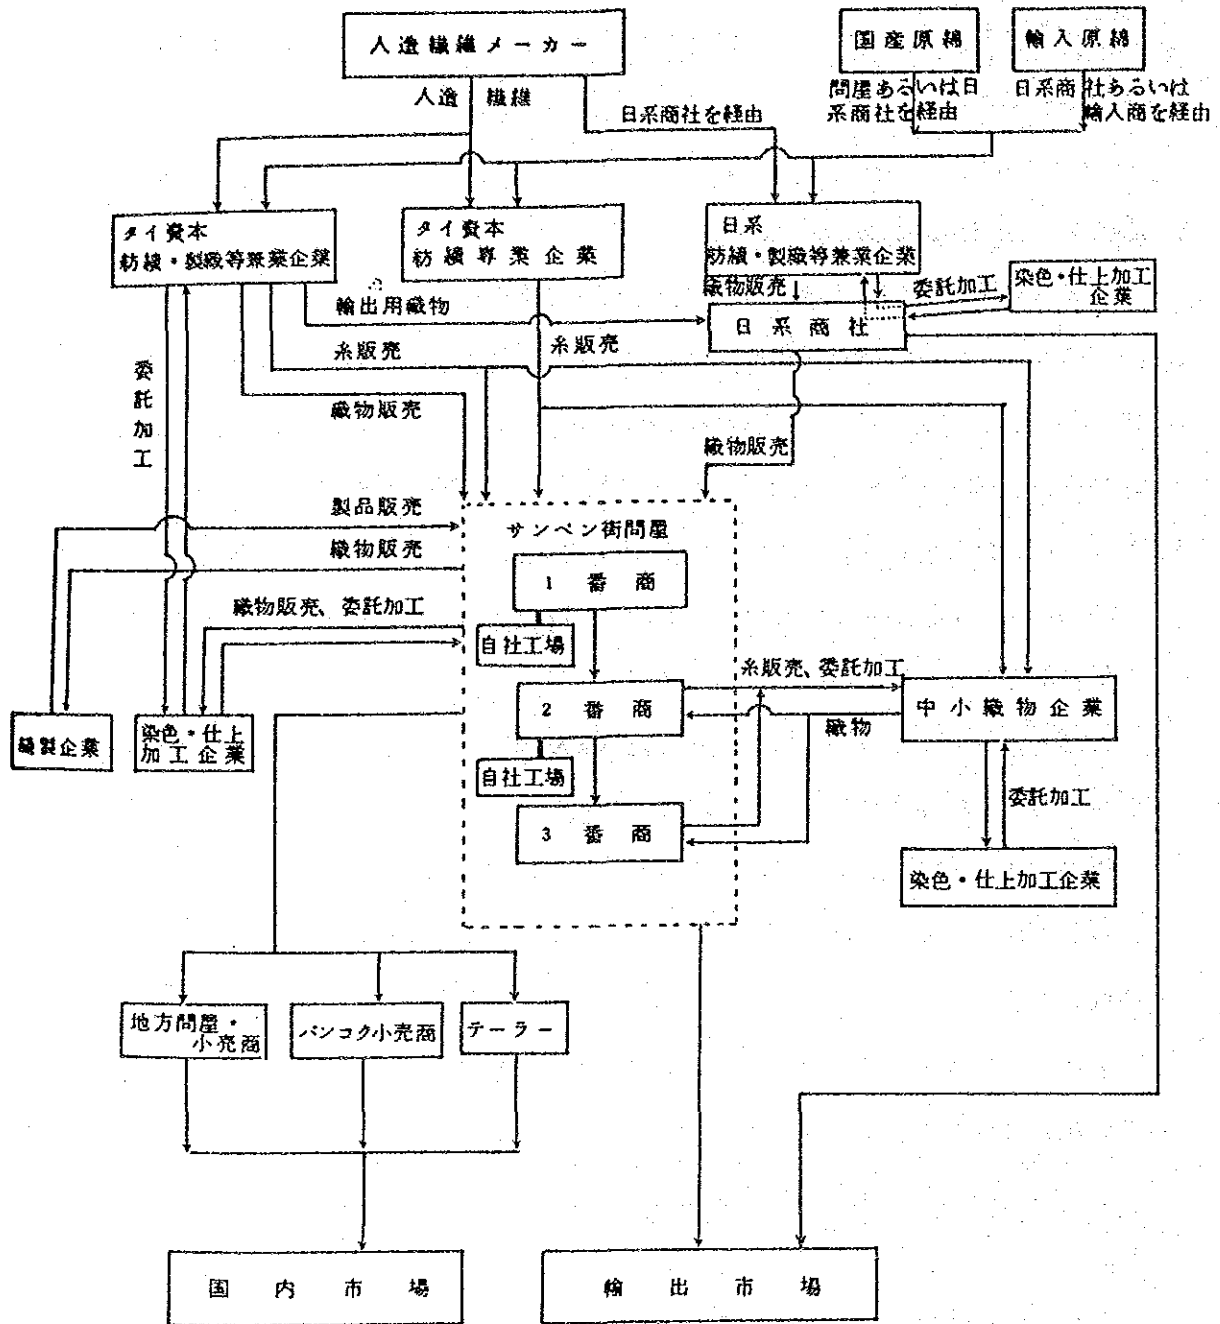 人造繊維メーカー
国産原綿
輸入原綿
人造繊維
日系商社を経由
問屋あるいは日
系商社を経由
日系商社あるいは
輸入商を経由
タイ資本
紡績・製織等兼業企業
タイ資本
紡績専業企業
日系
紡績・製織等兼業企業
織物販売
委託加工
染色・仕上加工
企業
輸出用織物
日系商社
糸販売
糸販売
委託加工
織物販売
織物販売
製品販売
サンペン街問屋
織物販売
1番商
織物販売、委託加工
自社工場
糸販売、委託加工
2番商
中小織物企業
織物
縫製企業
染色・仕上
加工企業
自社工場
委託加工
3番商
染色・仕上加工企業
地方問屋・
小売商
バンコク小売商
テーラー
国内市場
輸出市場